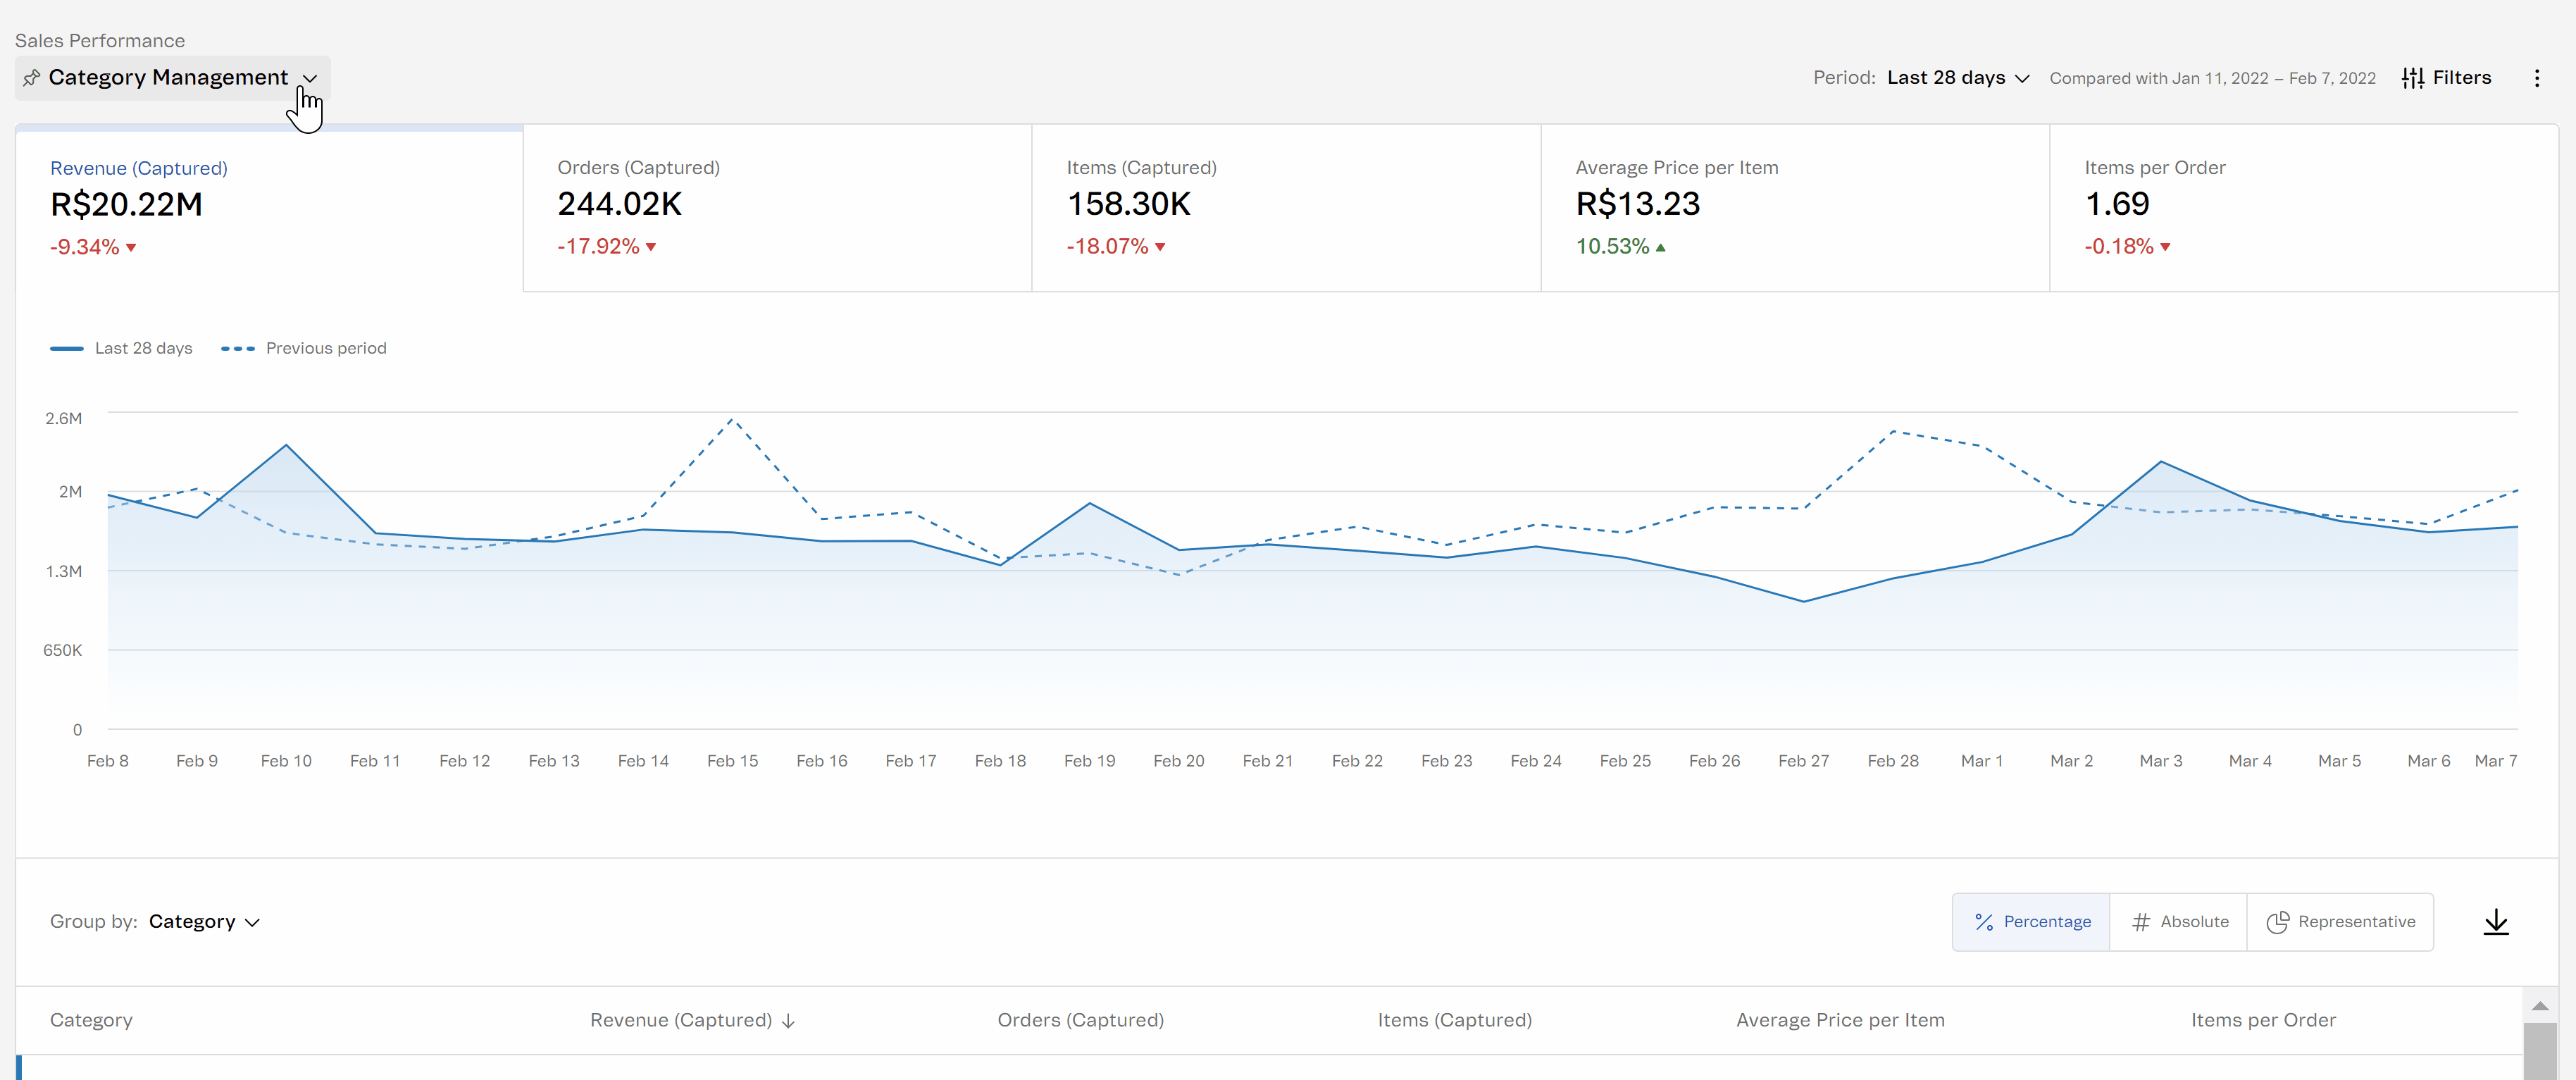 Sales Performance
Category Management
Period: Last 28 days Compared with Jan 11, 2022 – Feb 7, 2022 Filters
Revenue (Captured)
R$20.22M
-9.34%
Orders (Captured)
244.02K
-17.92%
Items (Captured)
158.30K
-18.07%
Average Price per Item
R$13.23
10.53%
Items per Order
1.69
-0.18%
Last 28 days Previous period
2.6M
2M
1.3M
650K
0
Feb 8 Feb 9 Feb 10 Feb 11 Feb 12 Feb 13 Feb 14 Feb 15 Feb 16 Feb 17 Feb 18 Feb 19 Feb 20 Feb 21 Feb 22 Feb 23 Feb 24 Feb 25 Feb 26 Feb 27 Feb 28 Mar 1 Mar 2 Mar 3 Mar 4 Mar 5 Mar 6 Mar 7
Group by: Category
% Percentage # Absolute Representative
Category Revenue (Captured) Orders (Captured) Items (Captured) Average Price per Item Items per Order